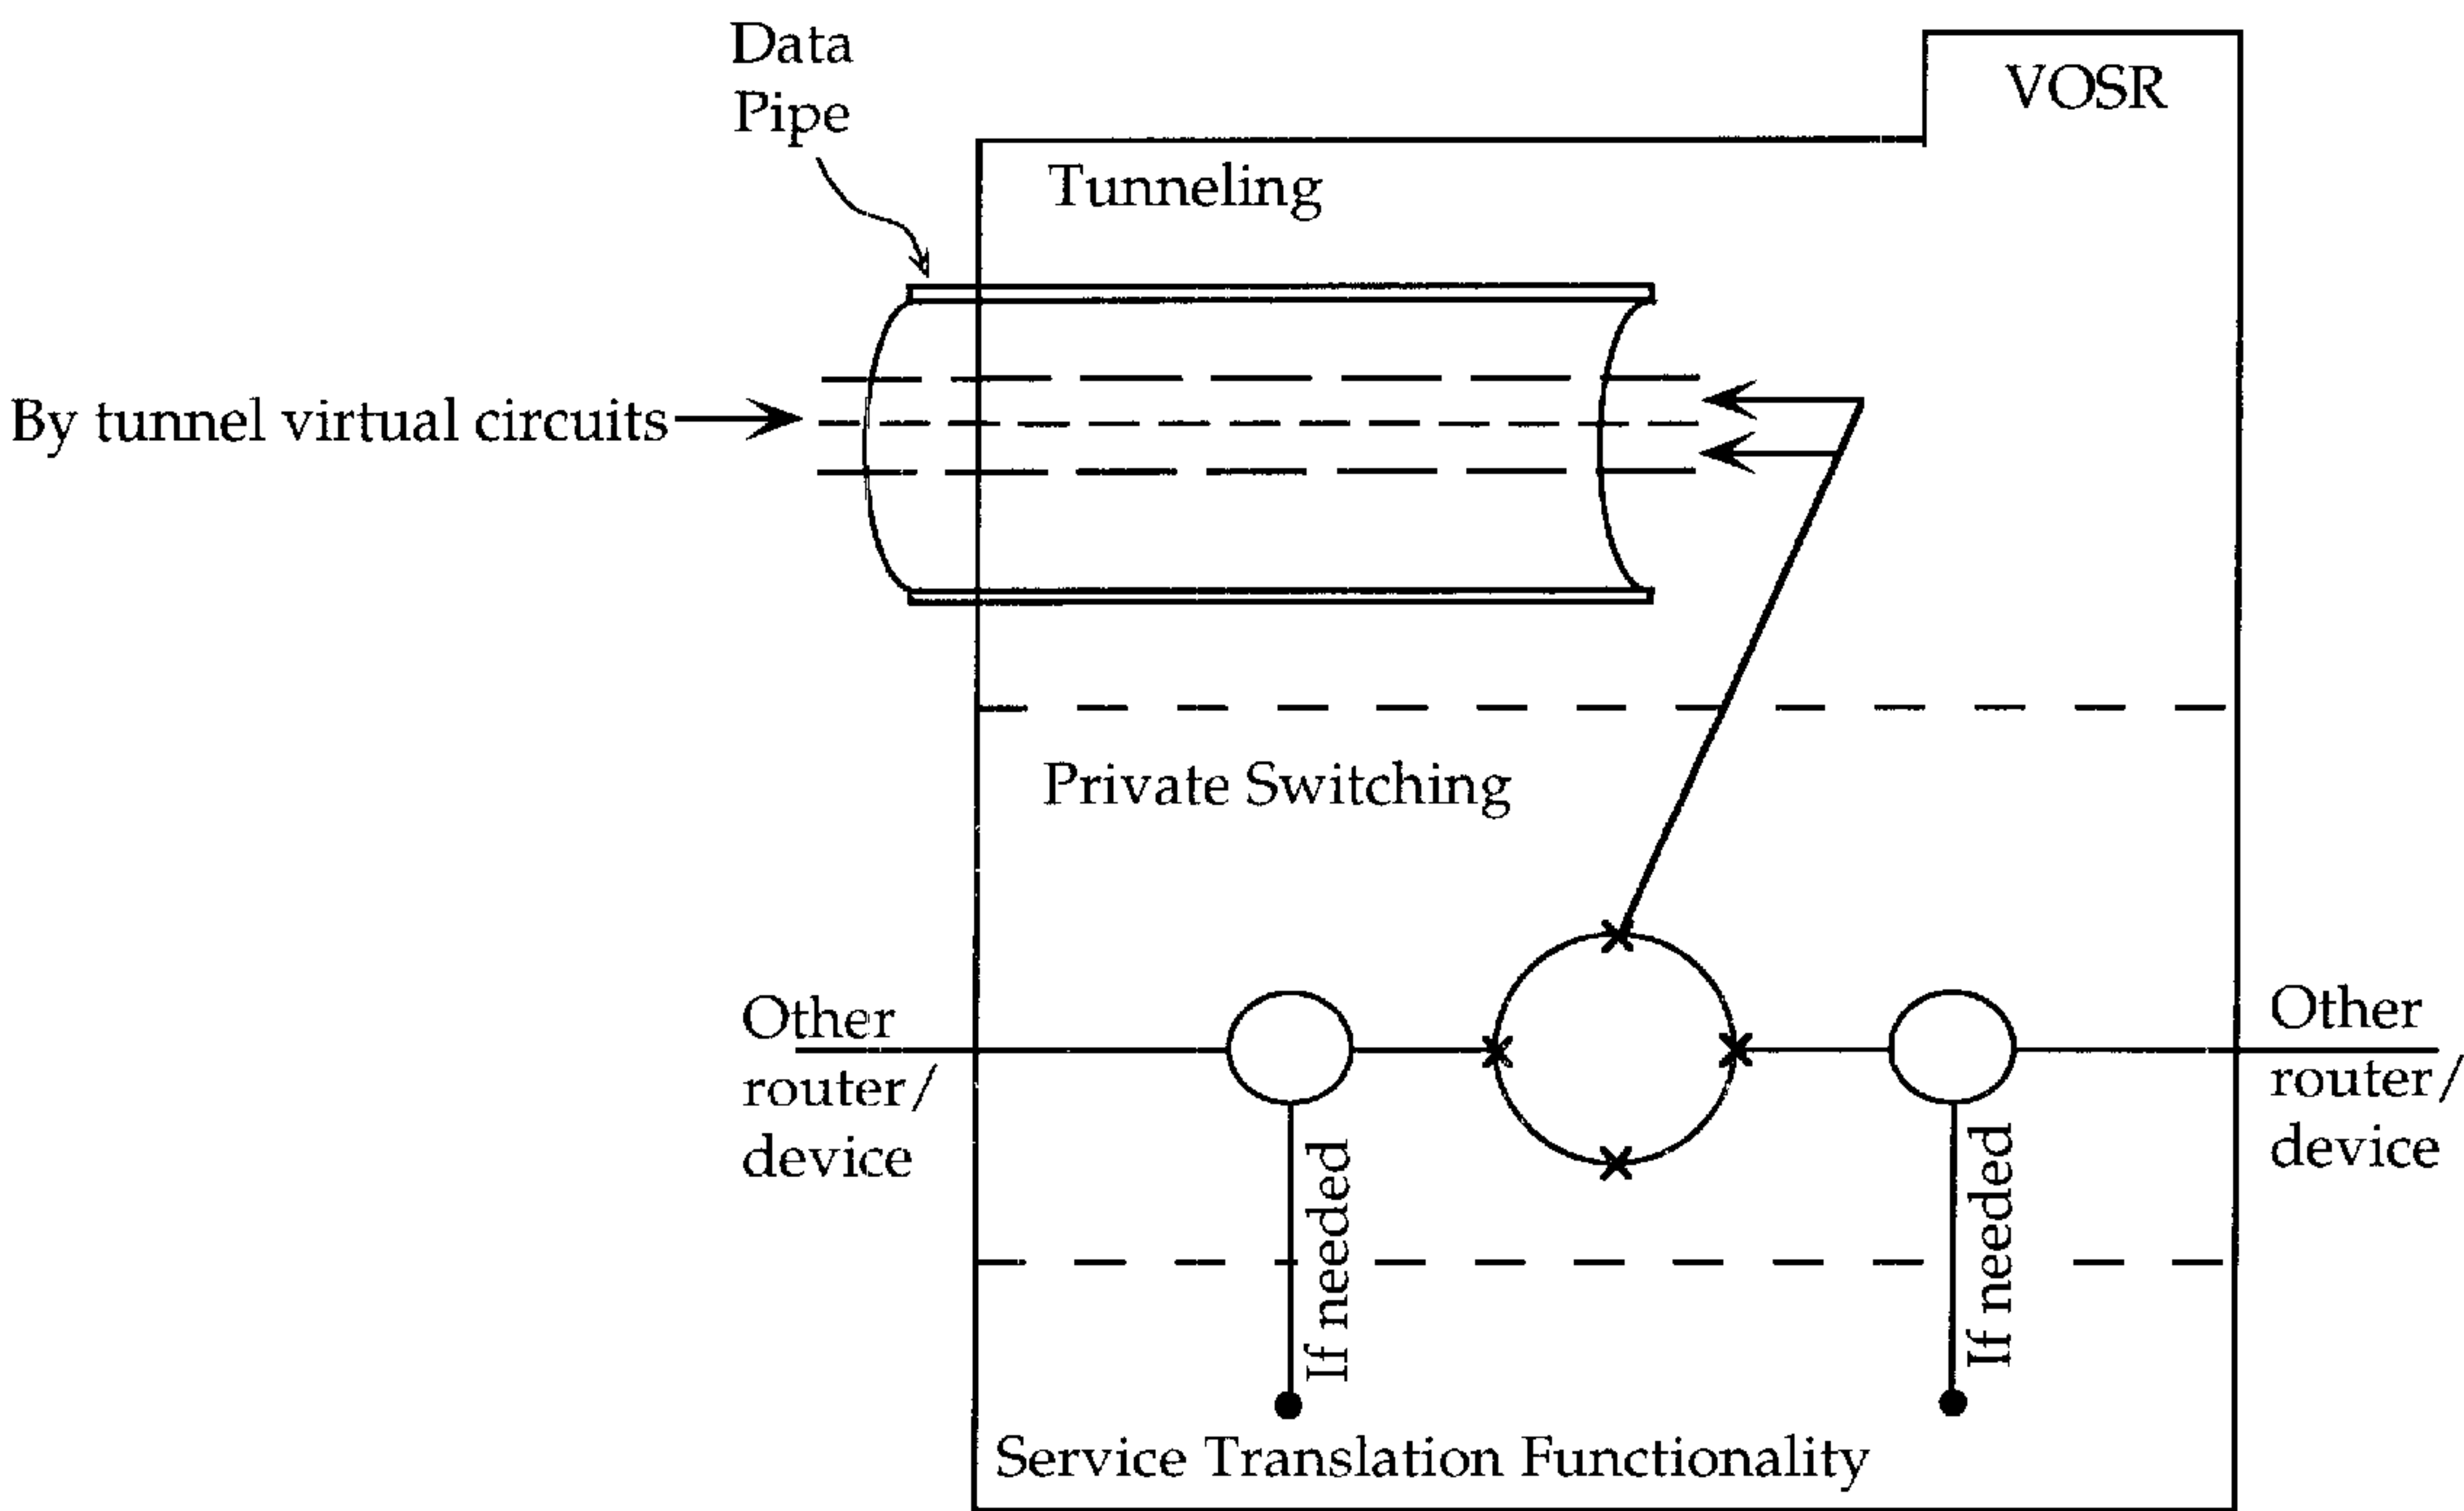 Data
Pipe
VOSR
Tunneling
By tunnel virtual circuits
Private Switching
Other
router/
device
Other
router/
device
If needed
If needed
Service Translation Functionality